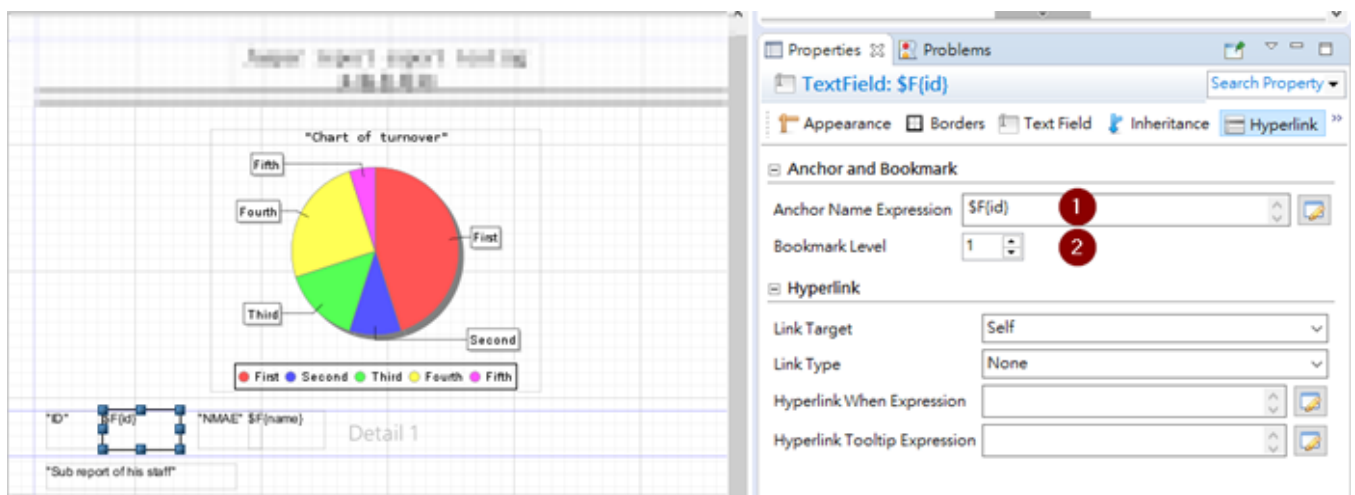 Properties Problems
TextField: $F{id}
Search Property
Appearance Borders Text Field Inheritance Hyperlink »
Anchor and Bookmark
Anchor Name Expression $F{id} 1
Bookmark Level 1 2
Hyperlink
Link Target Self
Link Type None
Hyperlink When Expression
Hyperlink Tooltip Expression
"Chart of turnover"
Fifth
Fourth
First
Third
Second
First Second Third Fourth Fifth
"ID" $F{id} "NMAE" $F{name}
Detail 1
"Sub report of his staff"